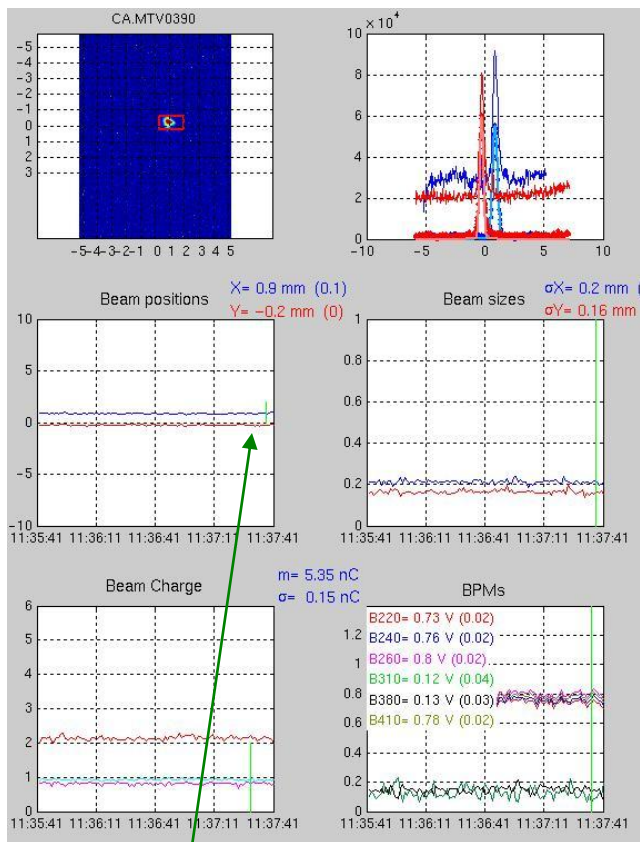 CA.MTV0390
−5
−4
−3
−2
−1
0
1
2
3
−5−4−3−2−1 0 1 2 3 4 5
× 10⁴
10
8
6
4
2
0
−10 −5 0 5 10
X= 0.9 mm (0.1)
Beam positions Y= −0.2 mm (0)
10
5
0
−5
−10
11:35:41 11:36:11 11:36:41 11:37:11 11:37:41
σX= 0.2 mm (
Beam sizes σY= 0.16 mm
1
0.8
0.6
0.4
0.2
0
11:35:41 11:36:11 11:36:41 11:37:11 11:37:41
m= 5.35 nC
Beam Charge σ= 0.15 nC
6
5
4
3
2
1
0
11:35:41 11:36:11 11:36:41 11:37:11 11:37:41
BPMs
B220= 0.73 V (0.02)
B240= 0.76 V (0.02)
B260= 0.8 V (0.02)
B310= 0.12 V (0.04)
B380= 0.13 V (0.03)
B410= 0.78 V (0.02)
1.2
1
0.8
0.6
0.4
0.2
0
11:35:41 11:36:11 11:36:41 11:37:11 11:37:41